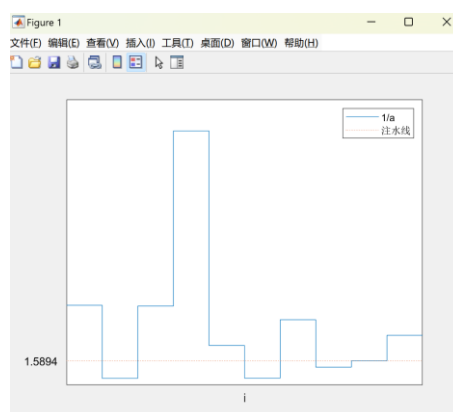 Figure 1
文件(F) 编辑(E) 查看(V) 插入(I) 工具(T) 桌面(D) 窗口(W) 帮助(H)
1/a
注水线
1.5894
i